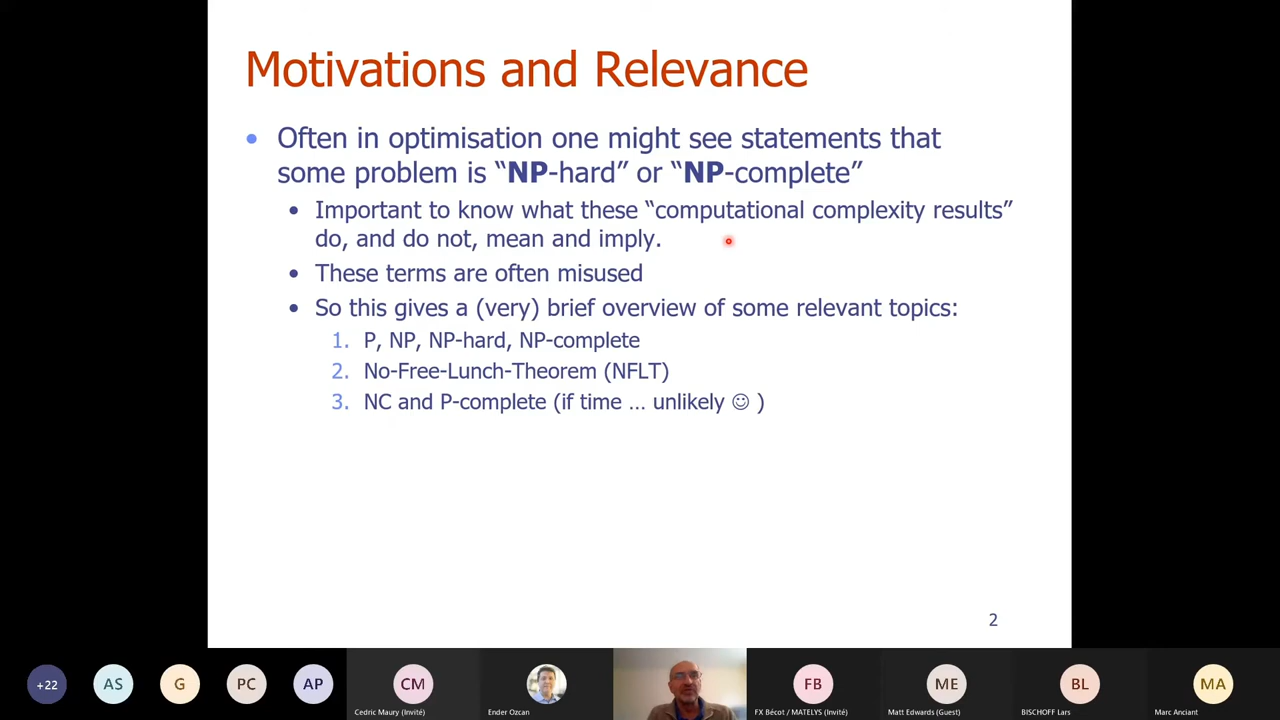 Motivations and Relevance
• Often in optimisation one might see statements that
some problem is “NP-hard” or “NP-complete”
• Important to know what these “computational complexity results”
do, and do not, mean and imply.
• These terms are often misused
• So this gives a (very) brief overview of some relevant topics:
1. P, NP, NP-hard, NP-complete
2. No-Free-Lunch-Theorem (NFLT)
3. NC and P-complete (if time … unlikely ☺ )
2
+22
AS
G
PC
AP
CM
FB
ME
BL
MA
Cedric Maury (Invité)
Ender Ozcan
FX Bécot / MATELYS (Invité)
Matt Edwards (Guest)
BISCHOFF Lars
Marc Anciant